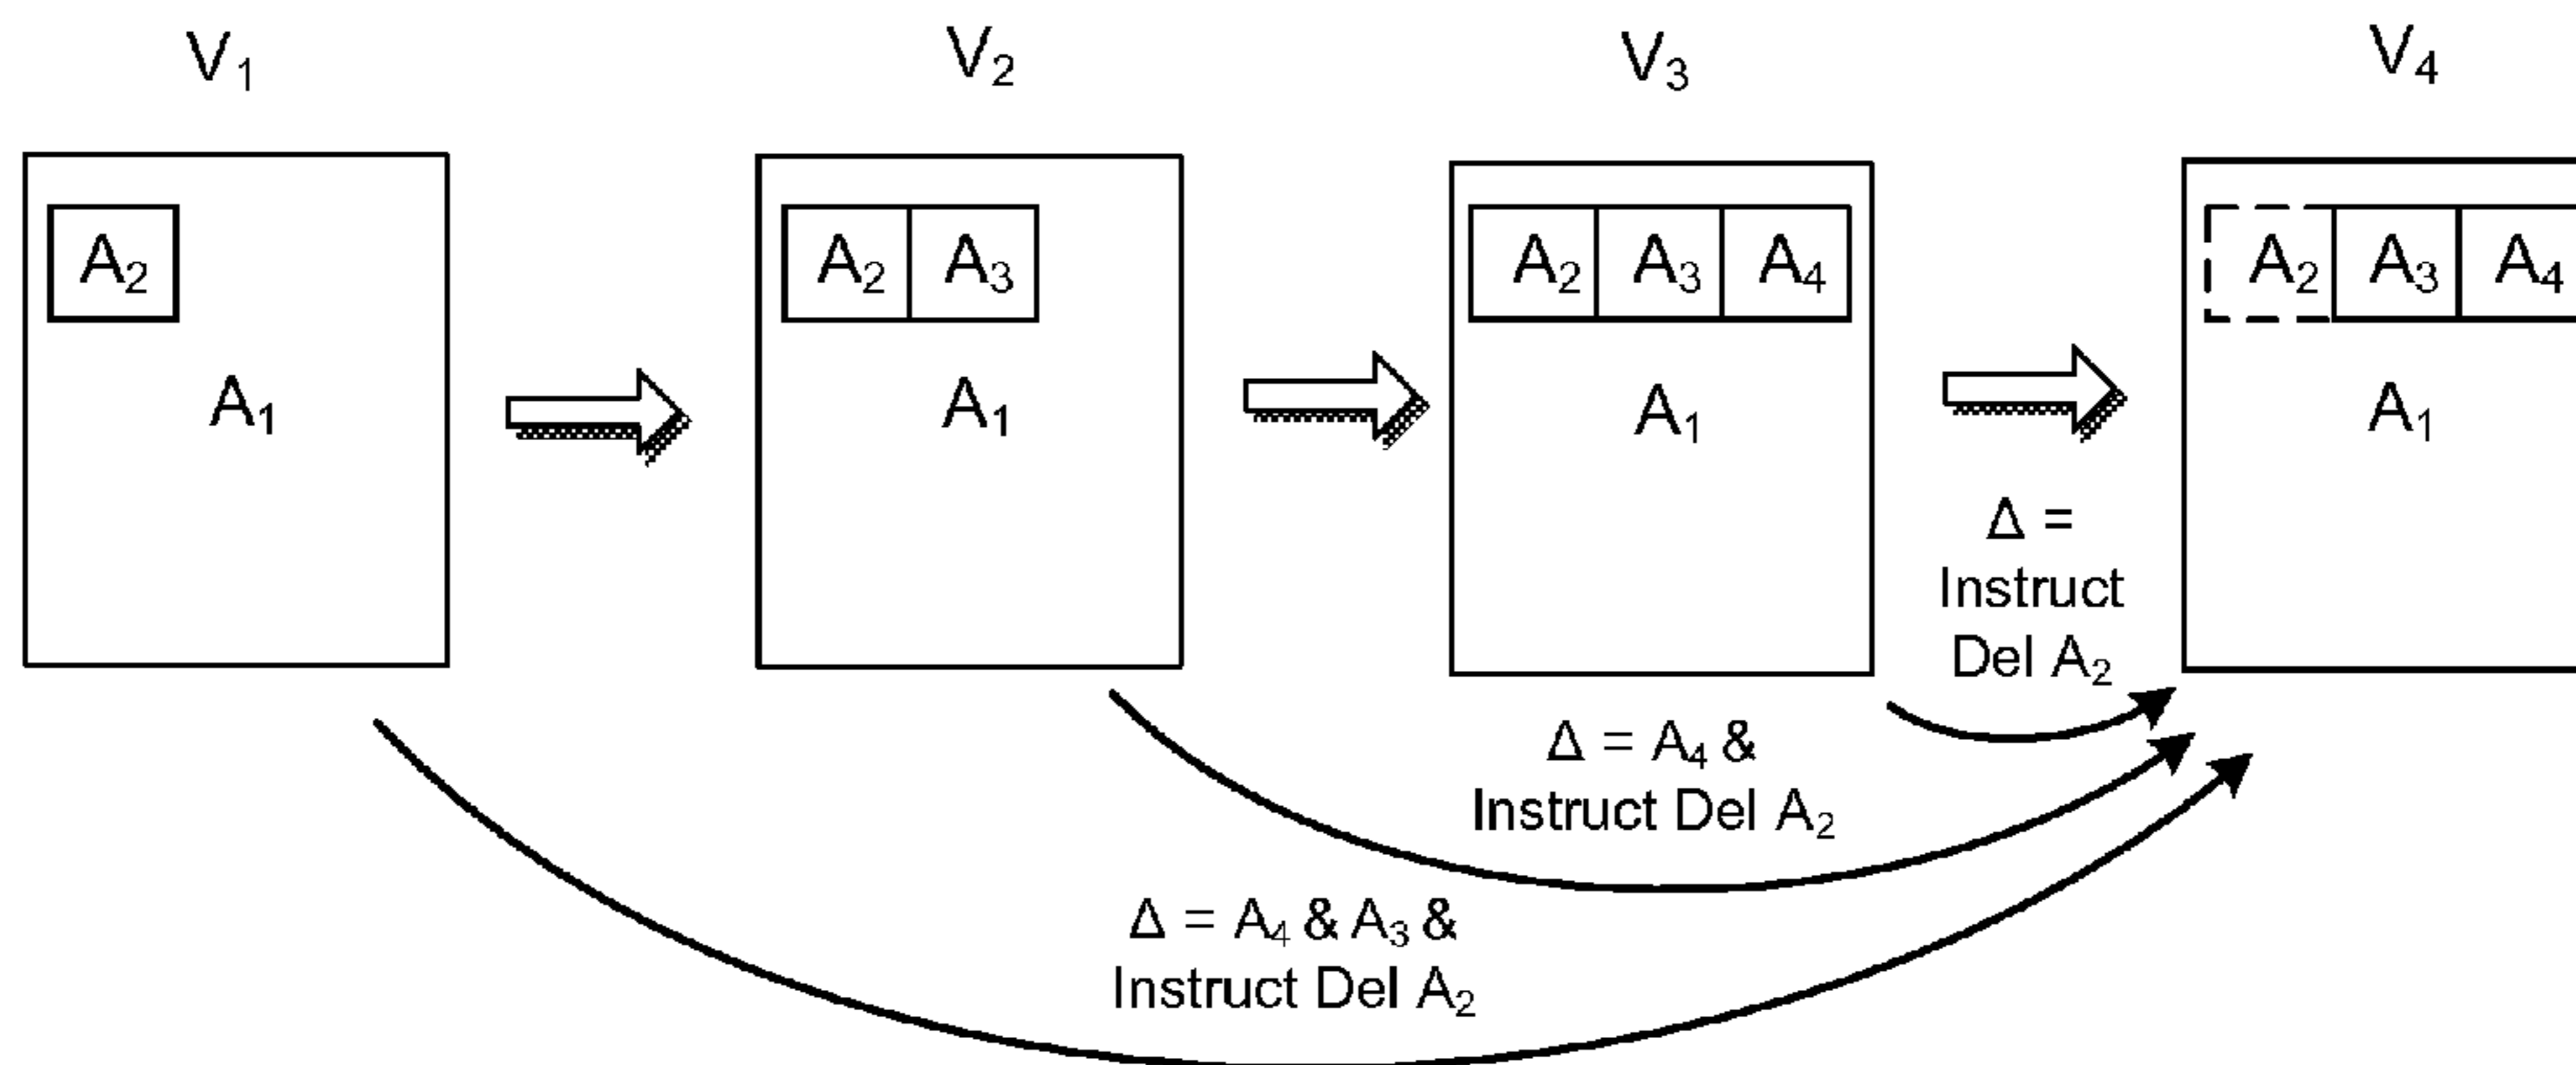 V₁ V₂ V₃ V₄
A₂ A₂ A₃ A₂ A₃ A₄ A₂ A₃ A₄
A₁ A₁ A₁ A₁
Δ =
Instruct
Del A₂
Δ = A₄ &
Instruct Del A₂
Δ = A₄ & A₃ &
Instruct Del A₂